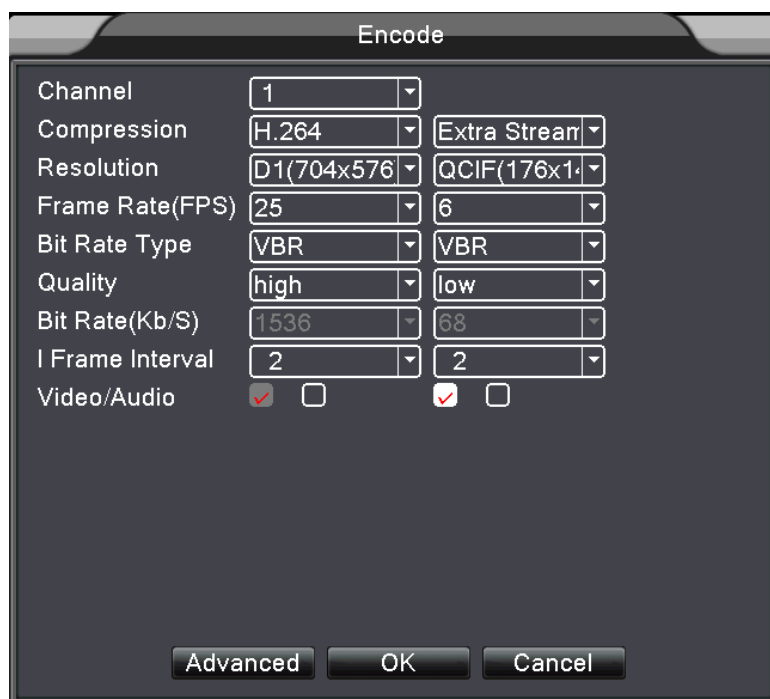 Encode
Channel 1
Compression H.264 Extra Stream
Resolution D1(704x576 QCIF(176x1
Frame Rate(FPS) 25 6
Bit Rate Type VBR VBR
Quality high low
Bit Rate(Kb/S) 1536 68
I Frame Interval 2 2
Video/Audio
Advanced OK Cancel